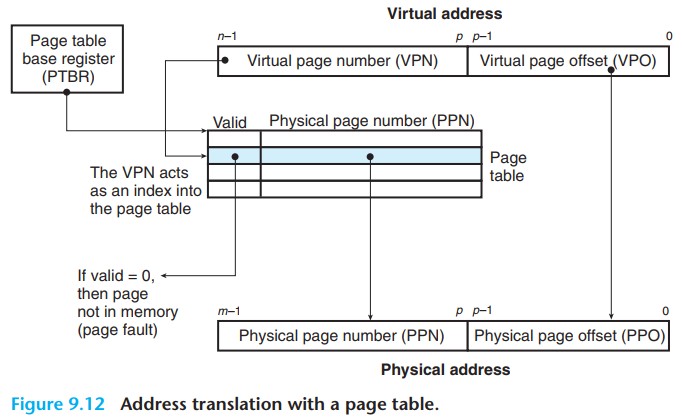 Virtual address
n–1 p p–1 0
Page table
base register
(PTBR)
Virtual page number (VPN) Virtual page offset (VPO)
Valid Physical page number (PPN)
The VPN acts
as an index into
the page table
Page
table
If valid = 0,
then page
not in memory
(page fault)
m–1 p p–1 0
Physical page number (PPN) Physical page offset (PPO)
Physical address
Figure 9.12 Address translation with a page table.